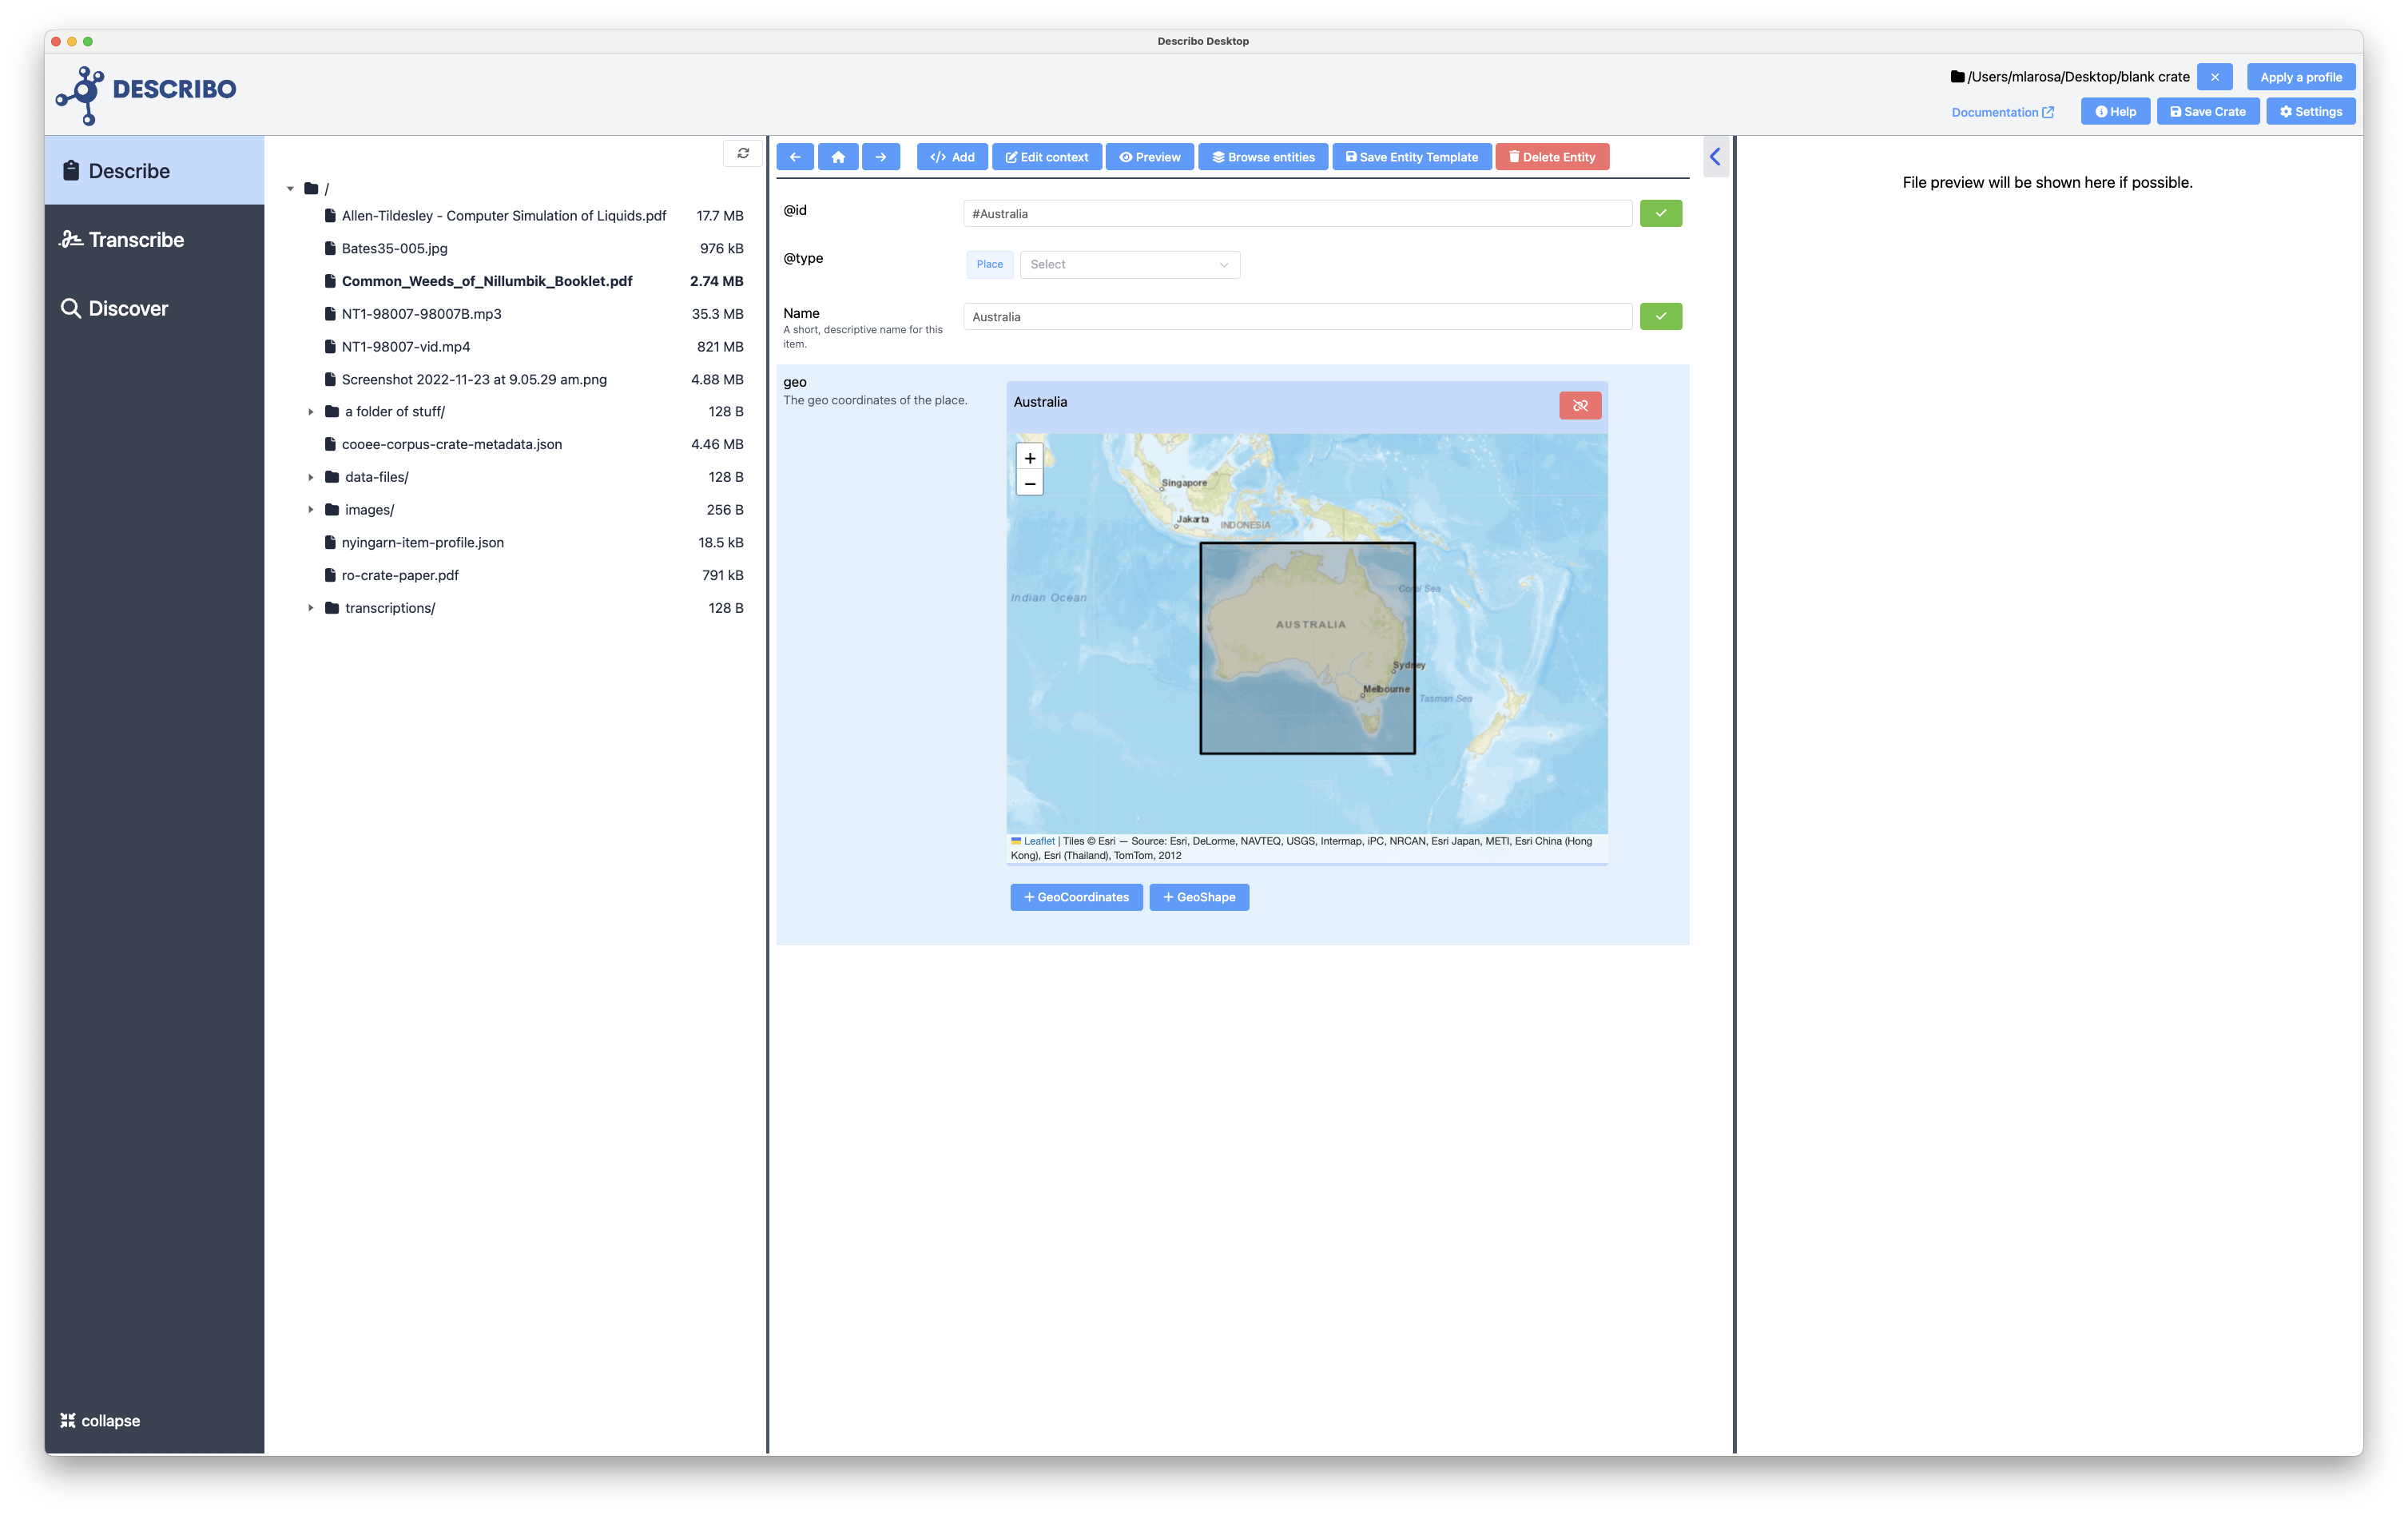 Describo Desktop
DESCRIBO
/Users/mlarosa/Desktop/blank crate
Apply a profile
Documentation
Help
Save Crate
Settings
Describe
Transcribe
Discover
collapse
/
Allen-Tildesley - Computer Simulation of Liquids.pdf 17.7 MB
Bates35-005.jpg 976 kB
Common_Weeds_of_Nillumbik_Booklet.pdf 2.74 MB
NT1-98007-98007B.mp3 35.3 MB
NT1-98007-vid.mp4 821 MB
Screenshot 2022-11-23 at 9.05.29 am.png 4.88 MB
a folder of stuff/ 128 B
cooee-corpus-crate-metadata.json 4.46 MB
data-files/ 128 B
images/ 256 B
nyingarn-item-profile.json 18.5 kB
ro-crate-paper.pdf 791 kB
transcriptions/ 128 B
</> Add
Edit context
Preview
Browse entities
Save Entity Template
Delete Entity
@id
#Australia
@type
Place
Select
Name
A short, descriptive name for this
item.
Australia
geo
The geo coordinates of the place.
Australia
+
−
Singapore
Jakarta
INDONESIA
Indian Ocean
Coral Sea
AUSTRALIA
Sydney
Melbourne
Tasman Sea
Leaflet | Tiles © Esri — Source: Esri, DeLorme, NAVTEQ, USGS, Intermap, iPC, NRCAN, Esri Japan, METI, Esri China (Hong
Kong), Esri (Thailand), TomTom, 2012
+ GeoCoordinates
+ GeoShape
File preview will be shown here if possible.